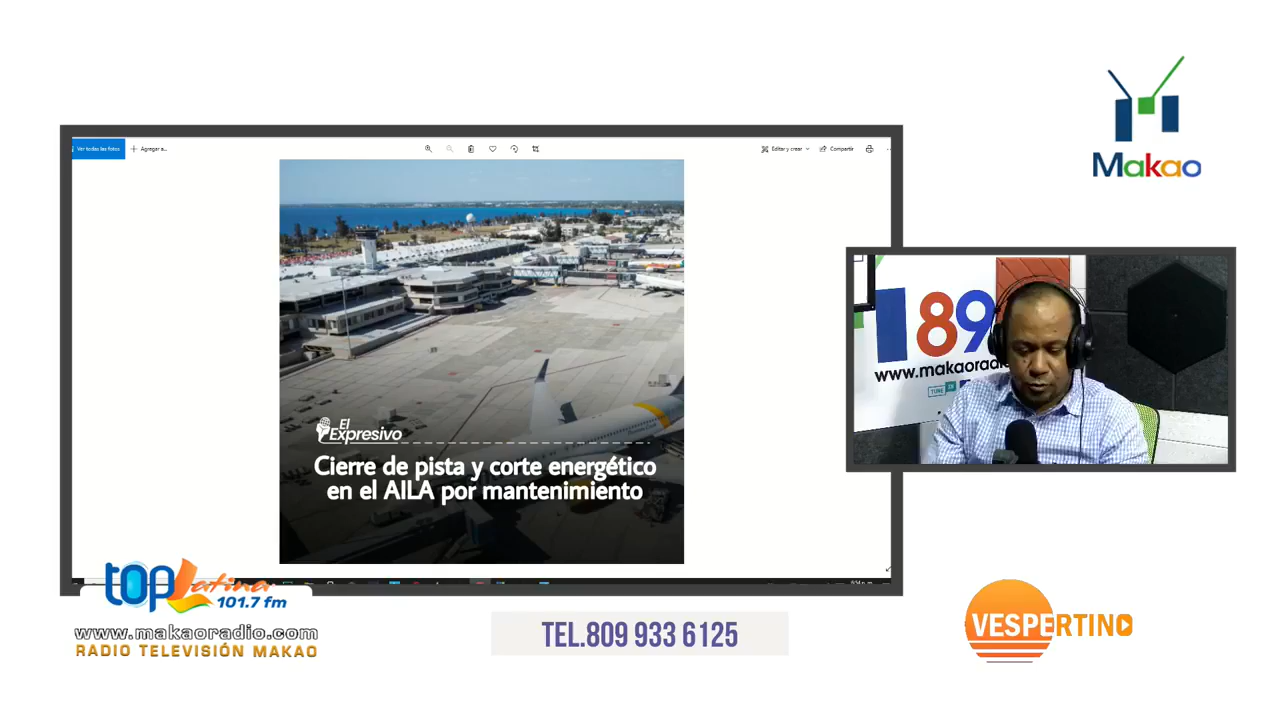 Makao
Ver todas las fotos
Agregar a...
Editar y crear
Compartir
El
Expresivo
Cierre de pista y corte energético
en el AILA por mantenimiento
89
www.makaoradio
top Latina
101.7 fm
www.makaoradio.com
RADIO TELEVISIÓN MAKAO
TEL.809 933 6125
VESPERTINO